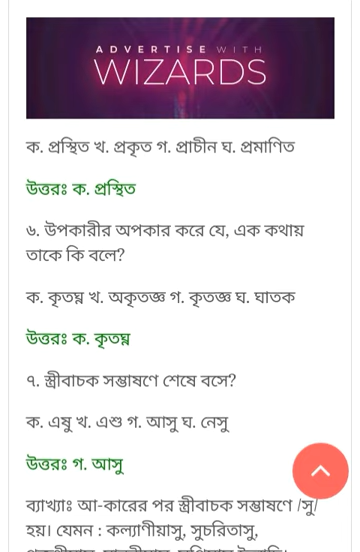 ADVERTISE WITH
WIZARDS
ক. প্রস্থিত খ. প্রকৃত গ. প্রাচীন ঘ. প্রমাণিত
উত্তরঃ ক. প্রস্থিত
৬. উপকারীর অপকার করে যে, এক কথায়
তাকে কি বলে?
ক. কৃতঘ্ন খ. অকৃতজ্ঞ গ. কৃতজ্ঞ ঘ. ঘাতক
উত্তরঃ ক. কৃতঘ্ন
৭. স্ত্রীবাচক সম্ভাষণে শেষে বসে?
ক. এষু খ. এশু গ. আসু ঘ. নেসু
উত্তরঃ গ. আসু
ব্যাখ্যাঃ আ-কারের পর স্ত্রীবাচক সম্ভাষণে /সু/
হয়। যেমন : কল্যাণীয়াসু, সুচরিতাসু,